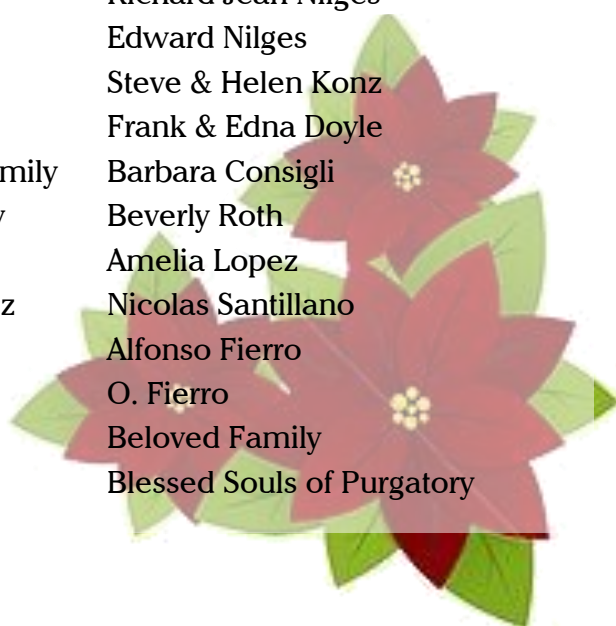 Edward Nilges
Steve & Helen Konz
Frank & Edna Doyle
Barbara Consigli
Beverly Roth
Amelia Lopez
Nicolas Santillano
Alfonso Fierro
O. Fierro
Beloved Family
Blessed Souls of Purgatory